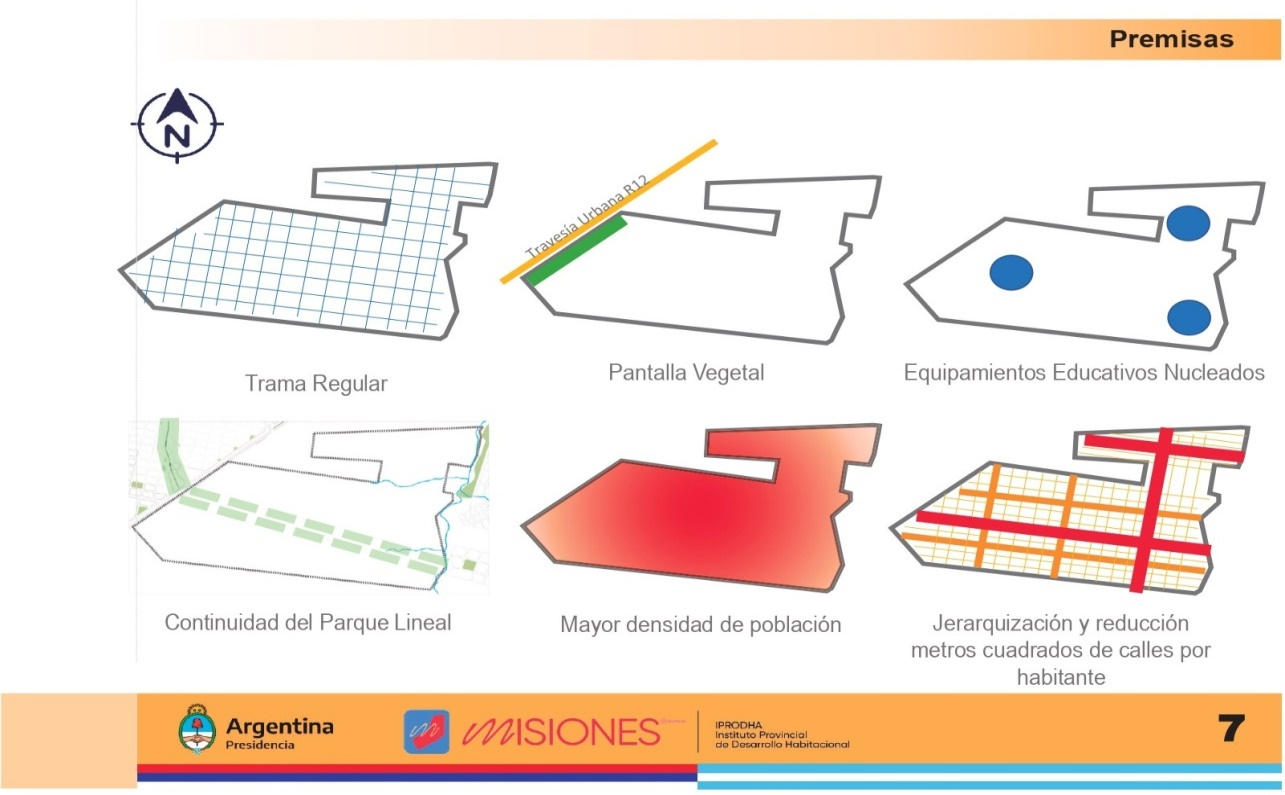 Premisas
N
Travesía Urbana R12
Trama Regular
Pantalla Vegetal
Equipamientos Educativos Nucleados
Continuidad del Parque Lineal
Mayor densidad de población
Jerarquización y reducción
metros cuadrados de calles por
habitante
Argentina
Presidencia
MISIONES
IPRODHA
Instituto Provincial
de Desarrollo Habitacional
7